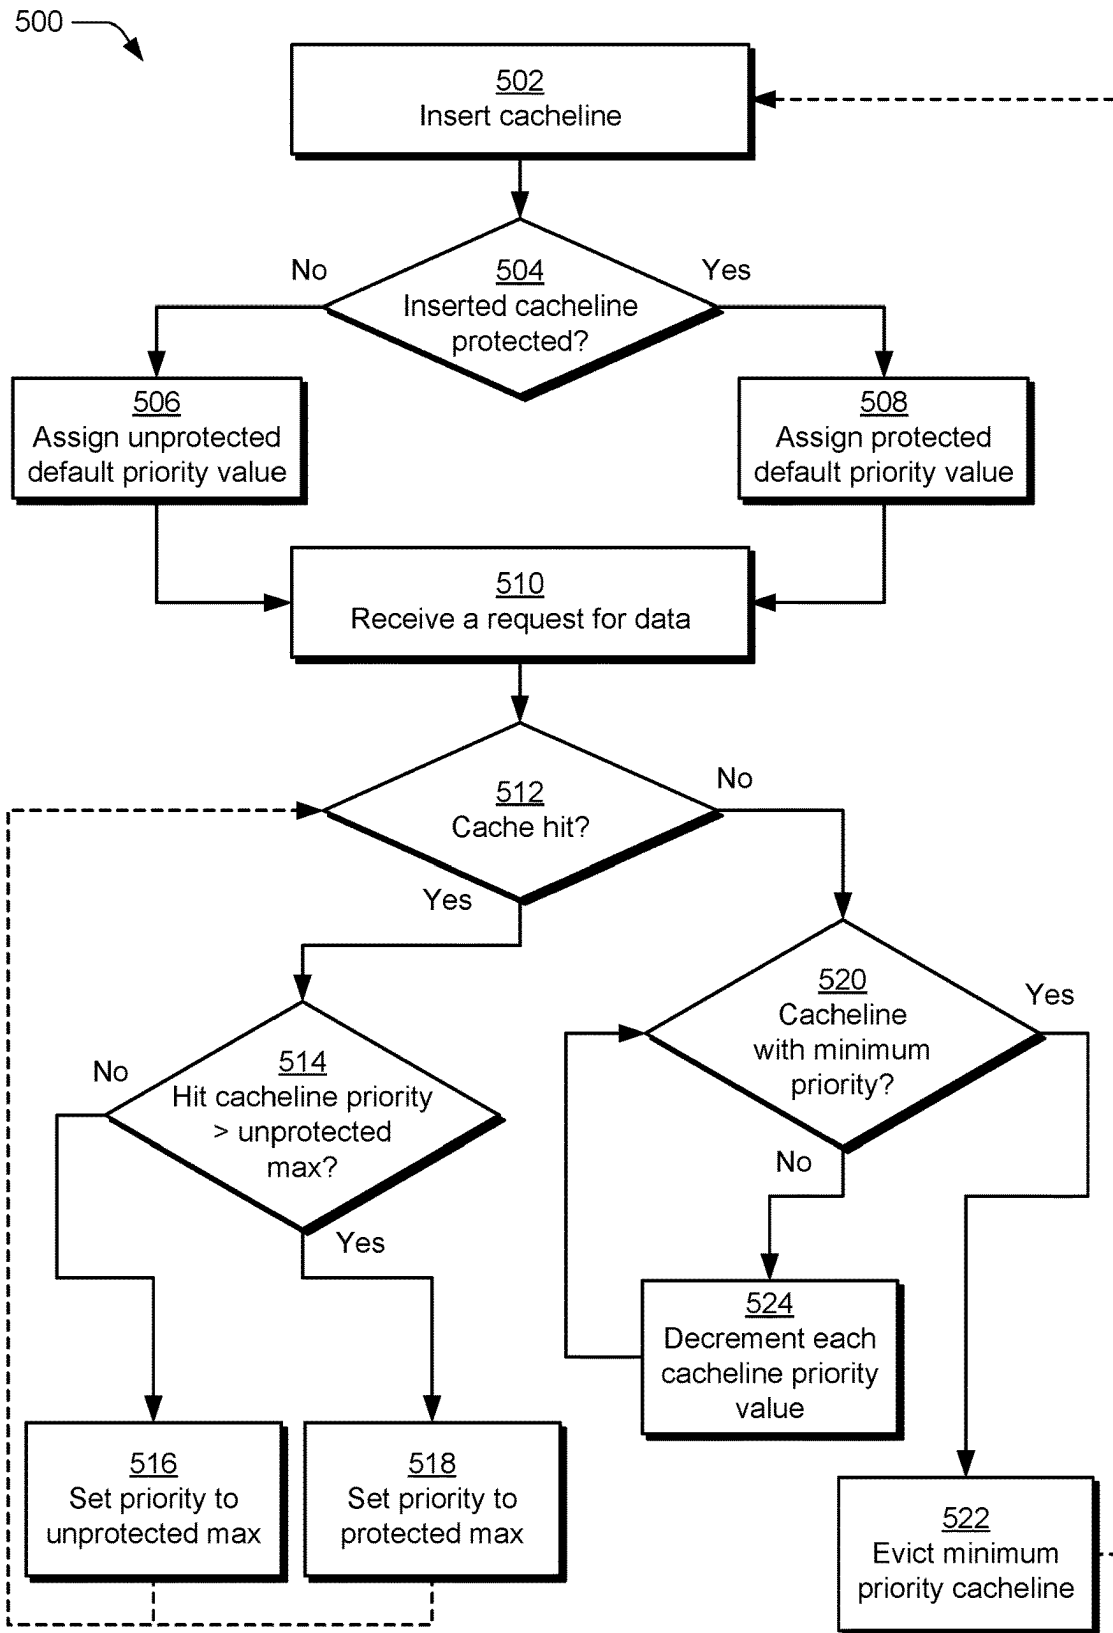 500
502
Insert cacheline
No
Yes
504
Inserted cacheline
protected?
506
Assign unprotected
default priority value
508
Assign protected
default priority value
510
Receive a request for data
No
512
Cache hit?
Yes
520
Cacheline
with minimum
priority?
Yes
No
514
Hit cacheline priority
> unprotected
max?
No
Yes
524
Decrement each
cacheline priority
value
516
Set priority to
unprotected max
518
Set priority to
protected max
522
Evict minimum
priority cacheline